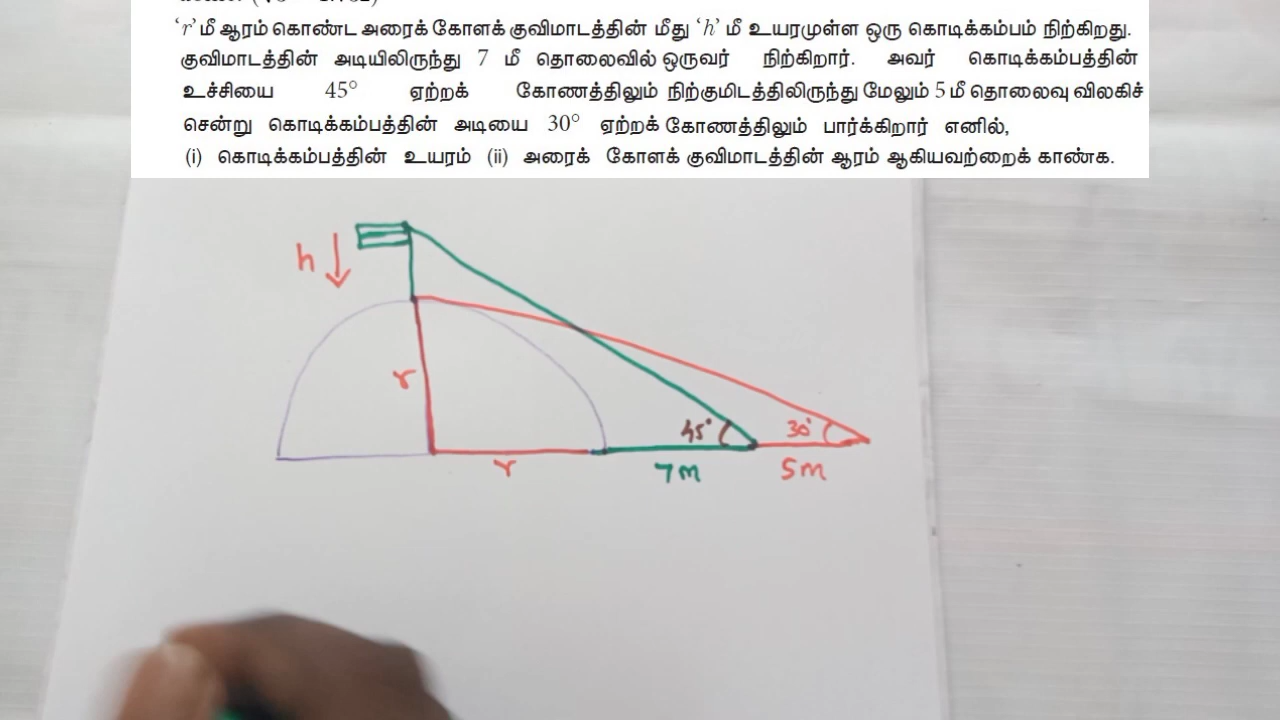 'r' மீ ஆரம் கொண்ட அரைக் கோளக் குவிமாடத்தின் மீது 'h' மீ உயரமுள்ள ஒரு கொடிக்கம்பம் நிற்கிறது.
குவிமாடத்தின் அடியிலிருந்து 7 மீ தொலைவில் ஒருவர் நிற்கிறார். அவர் கொடிக்கம்பத்தின்
உச்சியை 45° ஏற்றக் கோணத்திலும் நிற்குமிடத்திலிருந்து மேலும் 5 மீ தொலைவு விலகிச்
சென்று கொடிக்கம்பத்தின் அடியை 30° ஏற்றக் கோணத்திலும் பார்க்கிறார் எனில்,
(i) கொடிக்கம்பத்தின் உயரம் (ii) அரைக் கோளக் குவிமாடத்தின் ஆரம் ஆகியவற்றைக் காண்க.
h
r
45° 30°
r 7m 5m